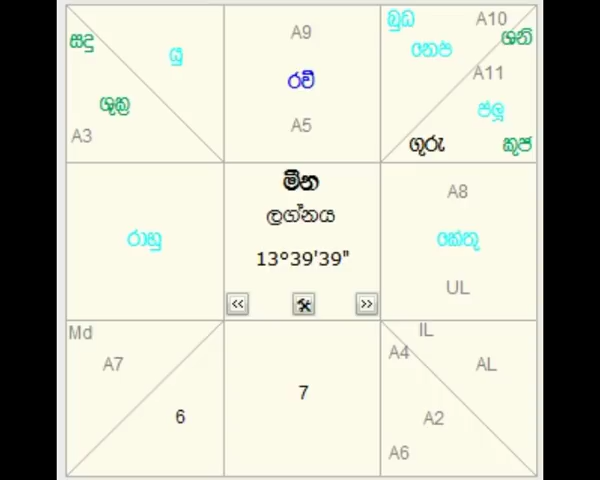 සඳු
යු
ශුක්‍ර
A3
A9
රවි
A5
බුධ
A10
ශනි
නෙප්
A11
ප්ලූ
ගුරු
කුජ
රාහු
මීන
ලග්නය
13°39'39"
<<
>>
A8
කේතු
UL
Md
A7
6
7
IL
A4
AL
A2
A6